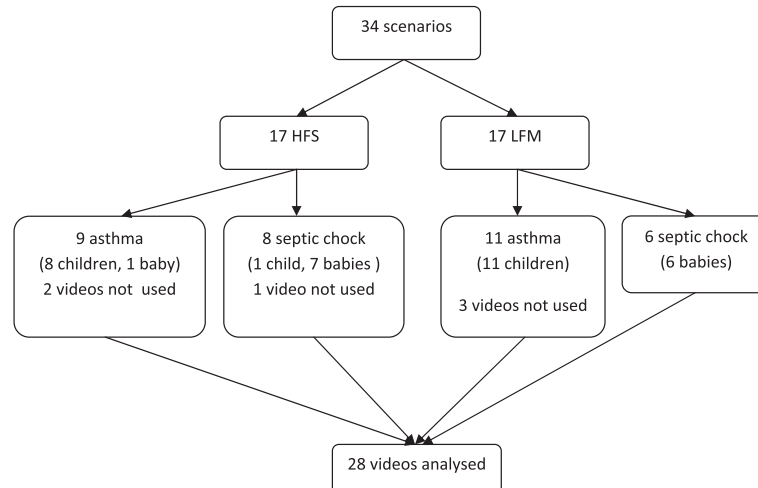 34 scenarios
17 HFS
17 LFM
9 asthma
(8 children, 1 baby)
2 videos not used
8 septic chock
(1 child, 7 babies )
1 video not used
11 asthma
(11 children)
3 videos not used
6 septic chock
(6 babies)
28 videos analysed